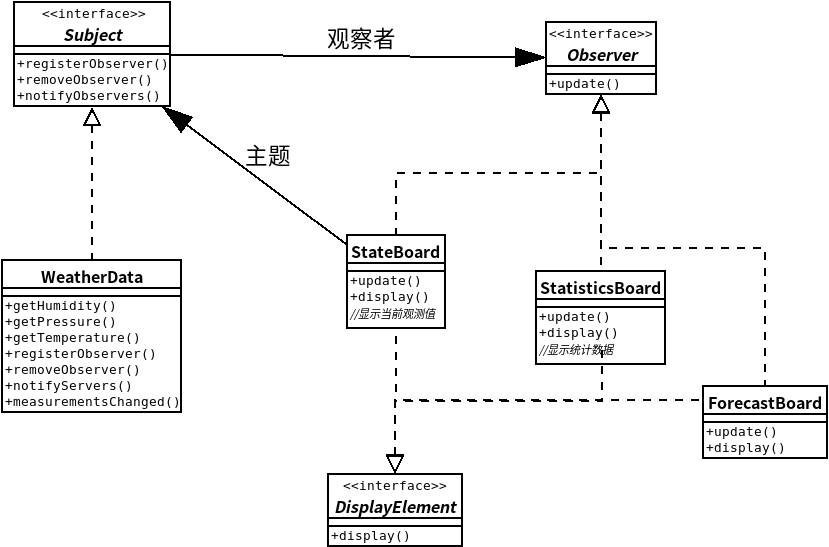 <<interface>>
Subject
+registerObserver()
+removeObserver()
+notifyObservers()
观察者
<<interface>>
Observer
+update()
主题
StateBoard
+update()
+display()
//显示当前观测值
WeatherData
+getHumidity()
+getPressure()
+getTemperature()
+registerObserver()
+removeObserver()
+notifyServers()
+measurementsChanged()
StatisticsBoard
+update()
+display()
//显示统计数据
ForecastBoard
+update()
+display()
<<interface>>
DisplayElement
+display()